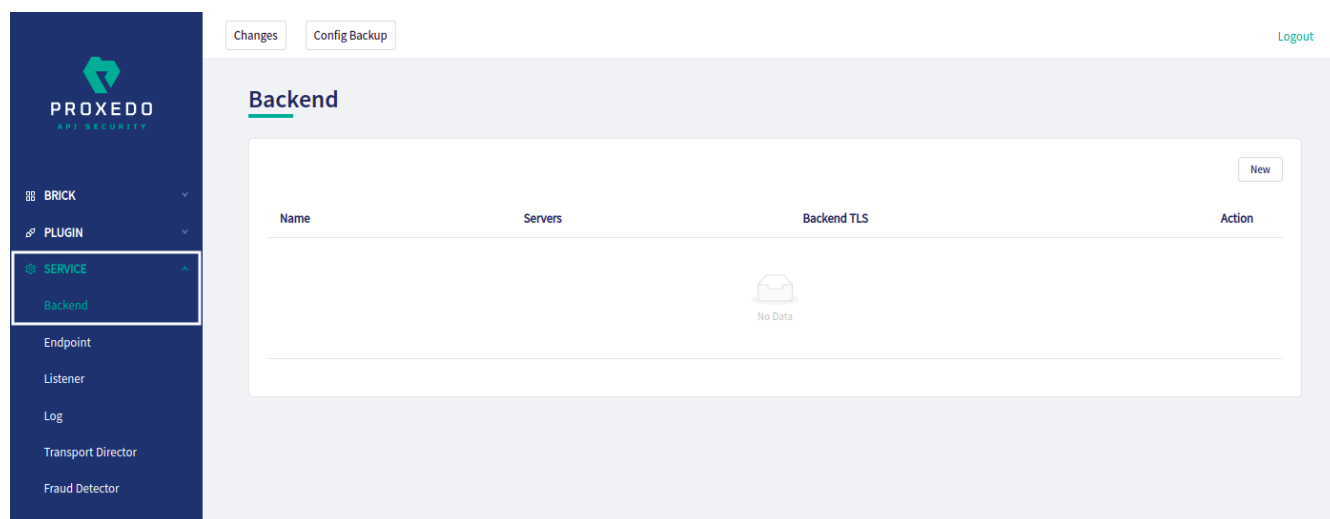 Changes Config Backup Logout
PROXEDO
API SECURITY
BRICK
PLUGIN
SERVICE
Backend
Endpoint
Listener
Log
Transport Director
Fraud Detector
Backend
New
Name Servers Backend TLS Action
No Data